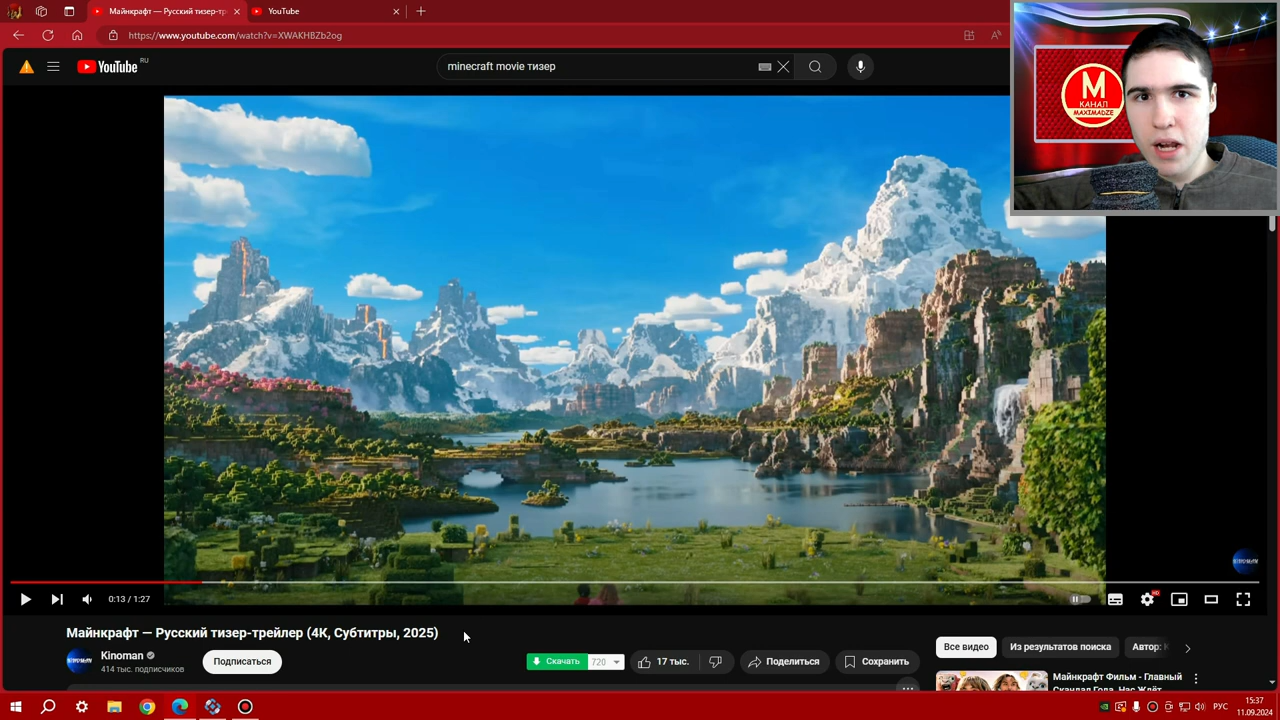 Майнкрафт — Русский тизер-тр
YouTube
https://www.youtube.com/watch?v=XWAKHBZb2og
YouTube RU
minecraft movie тизер
М
КАНАЛ
MAXIMADZE
0:13 / 1:27
HD
Майнкрафт — Русский тизер-трейлер (4K, Субтитры, 2025)
Kinoman
414 тыс. подписчиков
Подписаться
Скачать 720
17 тыс.
Поделиться
Сохранить
Все видео
Из результатов поиска
Автор: K
Майнкрафт Фильм - Главный
Скандал Года. Нас Ждёт
РУС
15:37
11.09.2024